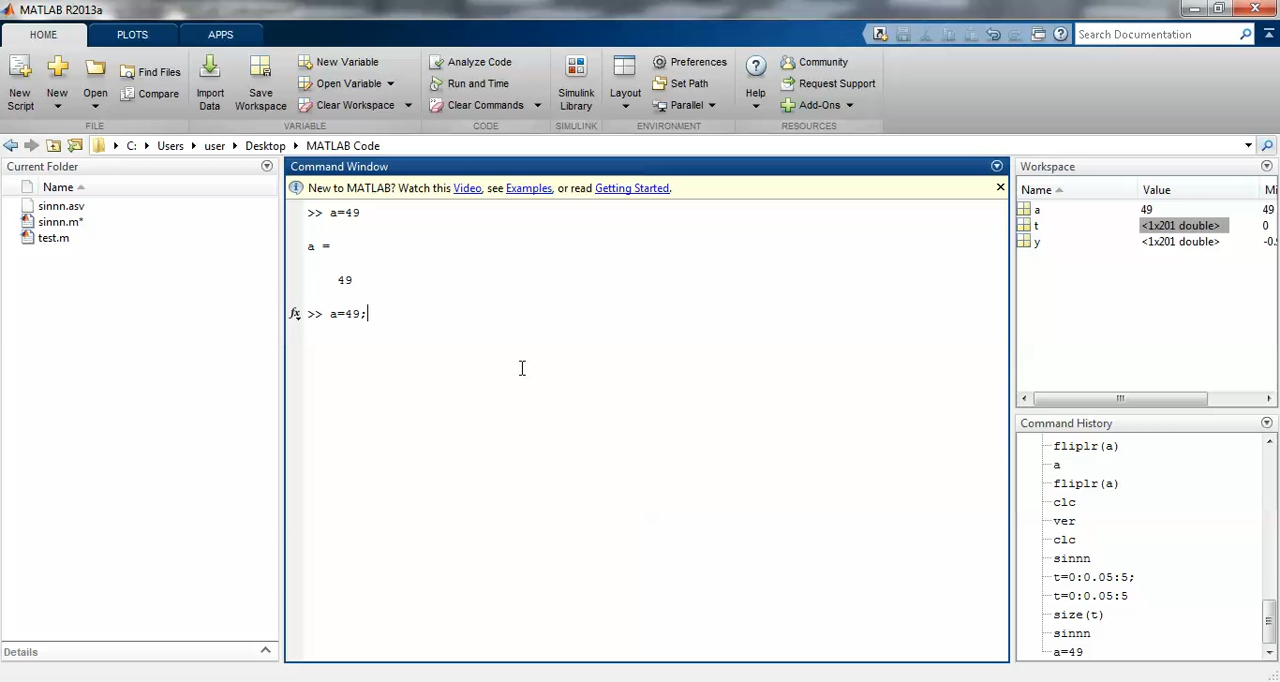 MATLAB R2013a
HOME PLOTS APPS
Search Documentation
New Script
New
Open
Find Files
Compare
Import Data
Save Workspace
New Variable
Open Variable
Clear Workspace
Analyze Code
Run and Time
Clear Commands
Simulink Library
Layout
Preferences
Set Path
Parallel
Help
Community
Request Support
Add-Ons
FILE VARIABLE CODE SIMULINK ENVIRONMENT RESOURCES
C: Users user Desktop MATLAB Code
Current Folder
Name
sinnn.asv
sinnn.m*
test.m
Details
Command Window
New to MATLAB? Watch this Video, see Examples, or read Getting Started.
>> a=49
a =
49
fx >> a=49;
Workspace
Name Value Mi
a 49 49
t <1x201 double> 0
y <1x201 double> -0.9
Command History
fliplr(a)
a
fliplr(a)
clc
ver
clc
sinnn
t=0:0.05:5;
t=0:0.05:5
size(t)
sinnn
a=49